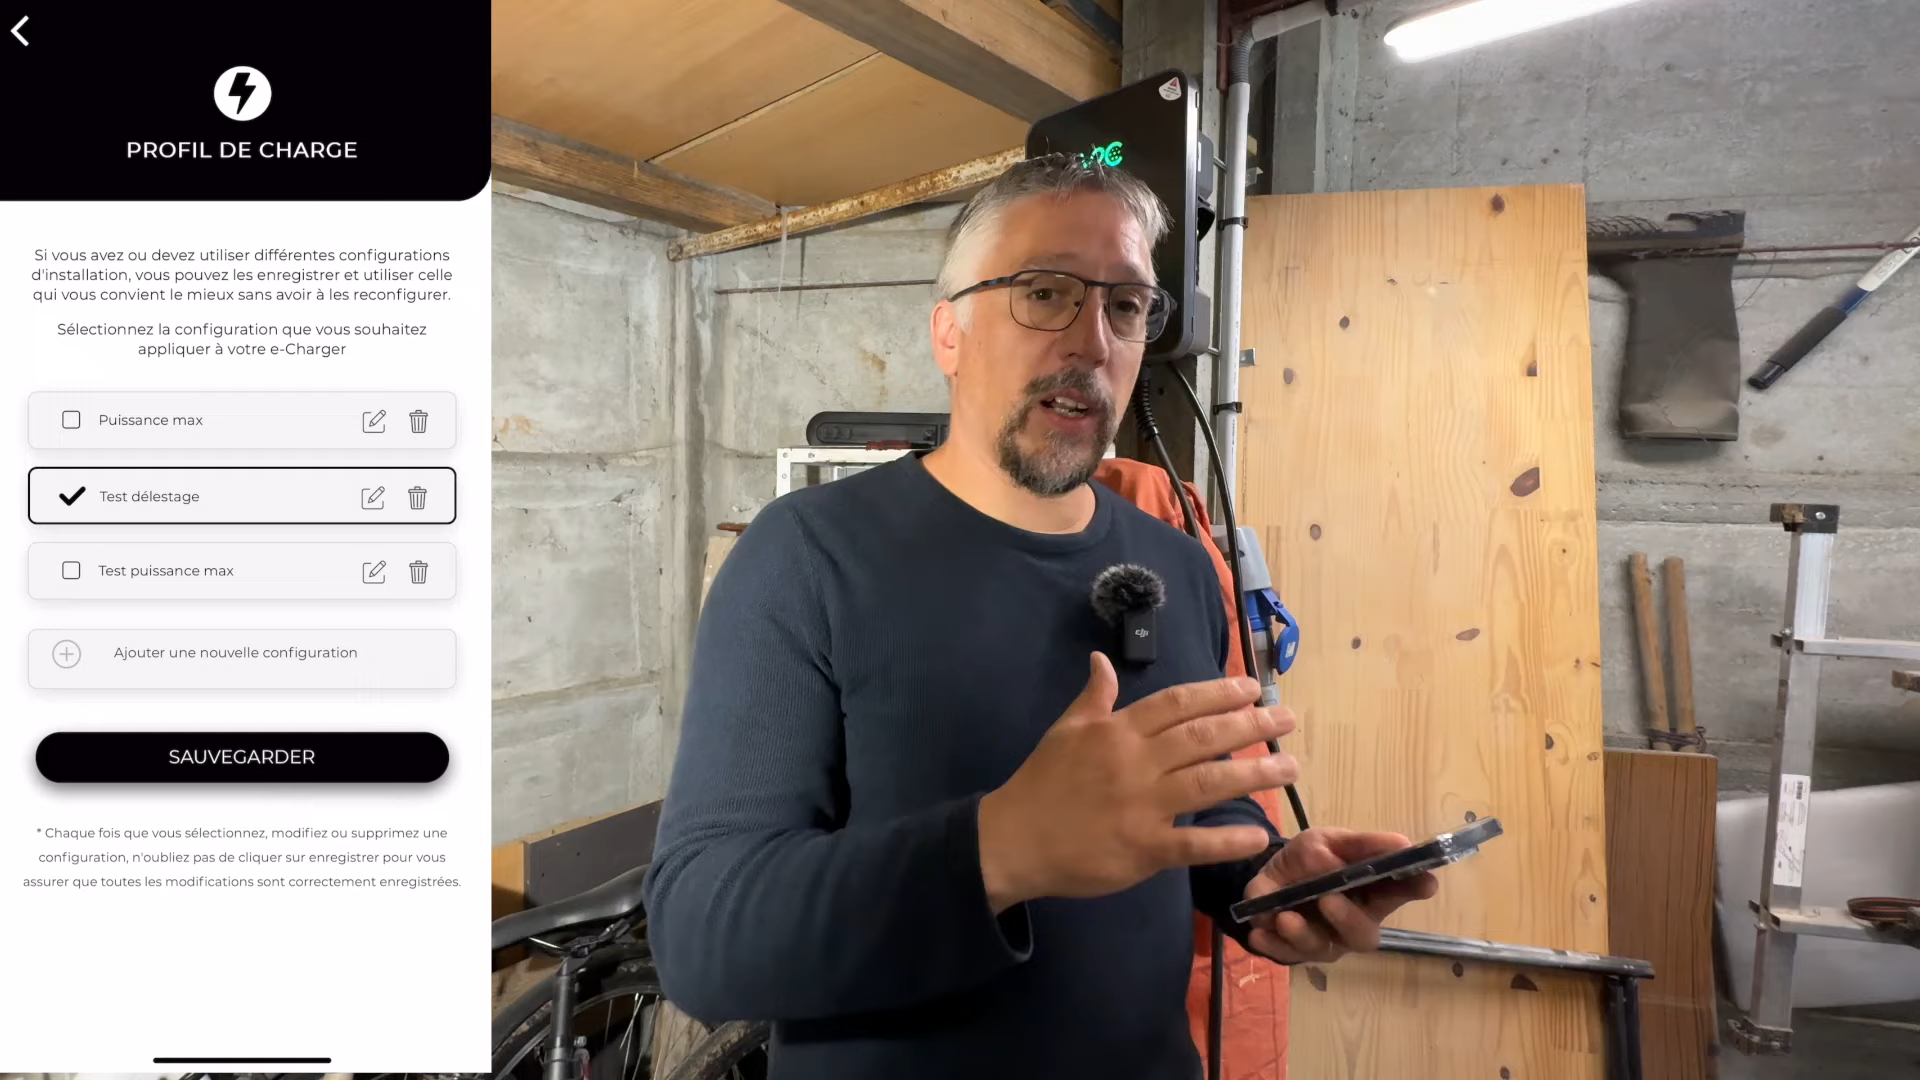 PROFIL DE CHARGE
Si vous avez ou devez utiliser différentes configurations
d'installation, vous pouvez les enregistrer et utiliser celle
qui vous convient le mieux sans avoir à les reconfigurer.
Sélectionnez la configuration que vous souhaitez
appliquer à votre e-Charger
Puissance max
Test délestage
Test puissance max
Ajouter une nouvelle configuration
SAUVEGARDER
* Chaque fois que vous sélectionnez, modifiez ou supprimez une
configuration, n'oubliez pas de cliquer sur enregistrer pour vous
assurer que toutes les modifications sont correctement enregistrées.
dji